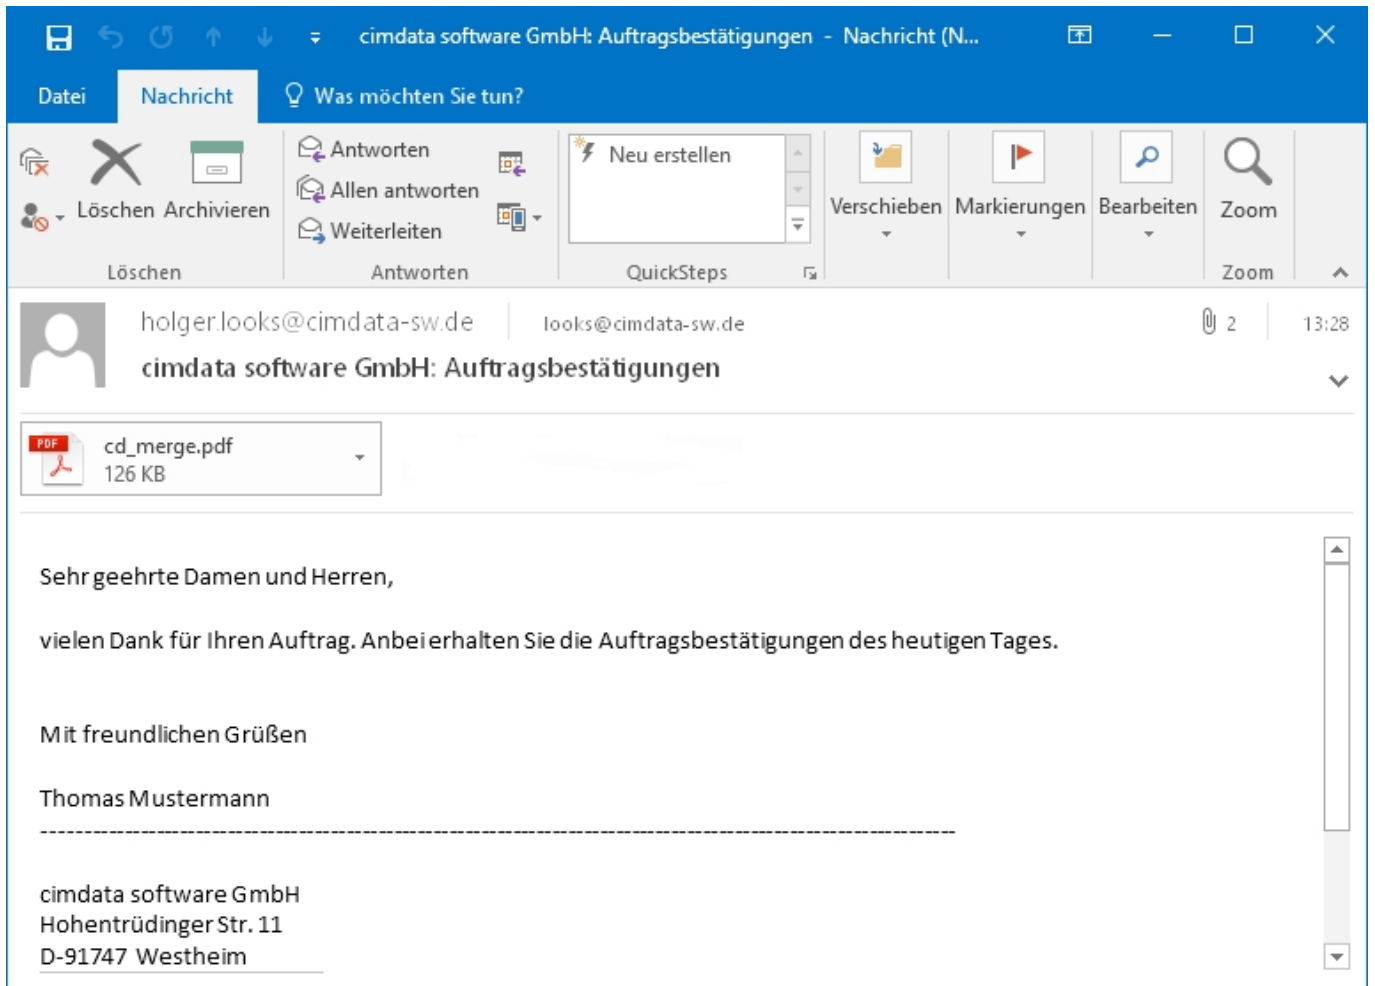 cimdata software GmbH: Auftragsbestätigungen - Nachricht (N...
Datei Nachricht Was möchten Sie tun?
Löschen Archivieren
Löschen
Antworten
Allen antworten
Weiterleiten
Antworten
Neu erstellen
QuickSteps
Verschieben
Markierungen
Bearbeiten
Zoom
Zoom
holger.looks@cimdata-sw.de looks@cimdata-sw.de 2 13:28
cimdata software GmbH: Auftragsbestätigungen
PDF
cd_merge.pdf
126 KB
Sehr geehrte Damen und Herren,
vielen Dank für Ihren Auftrag. Anbei erhalten Sie die Auftragsbestätigungen des heutigen Tages.
Mit freundlichen Grüßen
Thomas Mustermann
--------------------------------------------------------------------------------------------------------------
cimdata software GmbH
Hohentrüdinger Str. 11
D-91747 Westheim